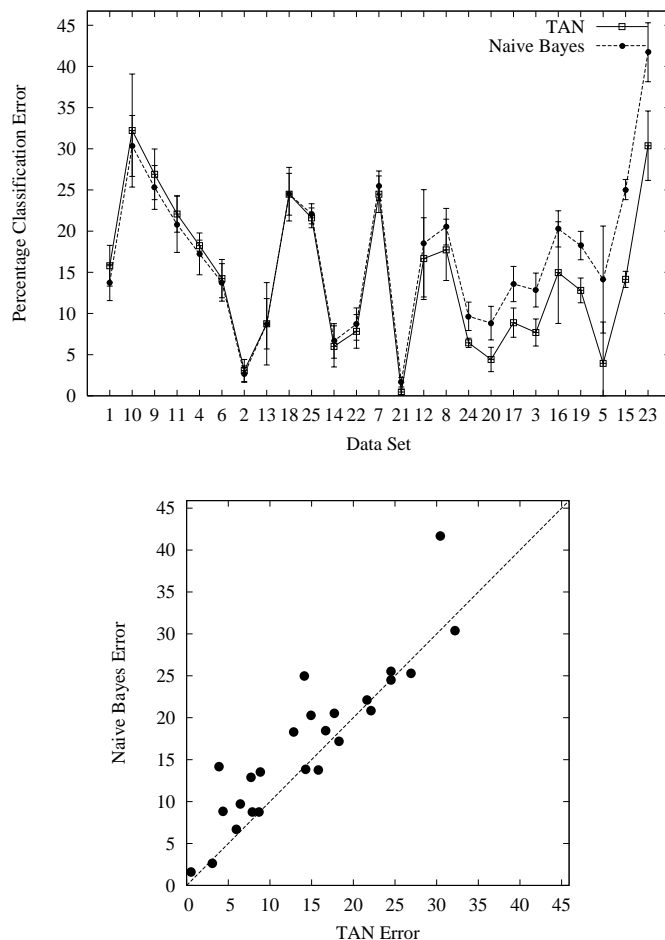 TAN
Naive Bayes
45
40
35
30
25
20
15
10
5
0
Percentage Classification Error
1 10 9 11 4 6 2 13 18 25 14 22 7 21 12 8 24 20 17 3 16 19 5 15 23
Data Set
45
40
35
30
25
20
15
10
5
0
Naive Bayes Error
0 5 10 15 20 25 30 35 40 45
TAN Error